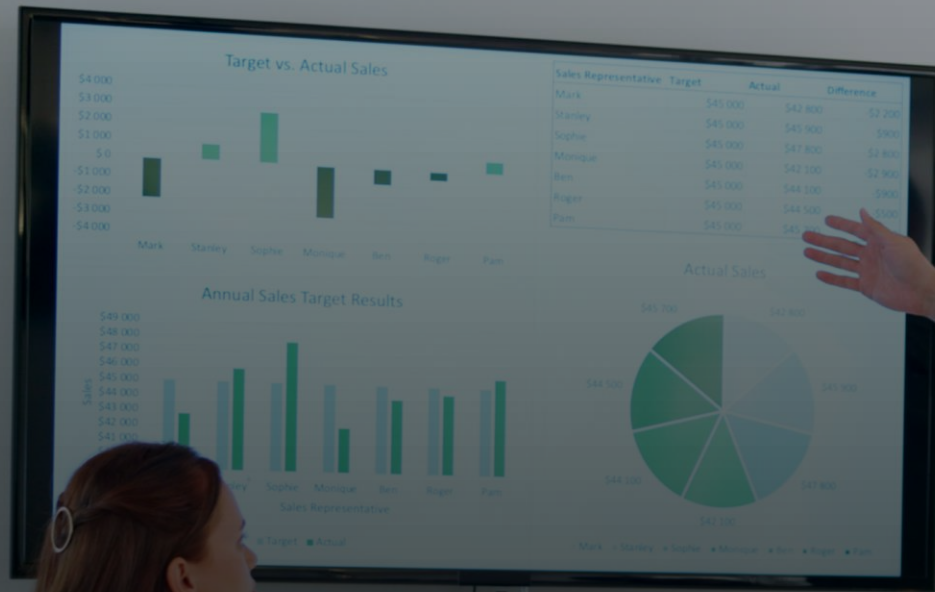 Target vs. Actual Sales
$4 000
$3 000
$2 000
$1 000
$ 0
-$1 000
-$2 000
-$3 000
-$4 000
Mark Stanley Sophie Monique Ben Roger Pam
Sales Representative Target Actual Difference
Mark $45 000 $42 800 -$2 200
Stanley $45 000 $45 900 $900
Sophie $45 000 $47 800 $2 800
Monique $45 000 $42 100 -$2 900
Ben $45 000 $44 100 -$900
Roger $45 000 $44 500 -$500
Pam $45 000
Annual Sales Target Results
$49 000
$48 000
$47 000
$46 000
$45 000
$44 000
$43 000
$42 000
$41 000
Sales
Sophie Monique Ben Roger Pam
Sales Representative
Target Actual
Actual Sales
$45 700 $42 800
$44 500 $45 900
$44 100 $47 800
$42 100
Mark Stanley Sophie Monique Ben Roger Pam